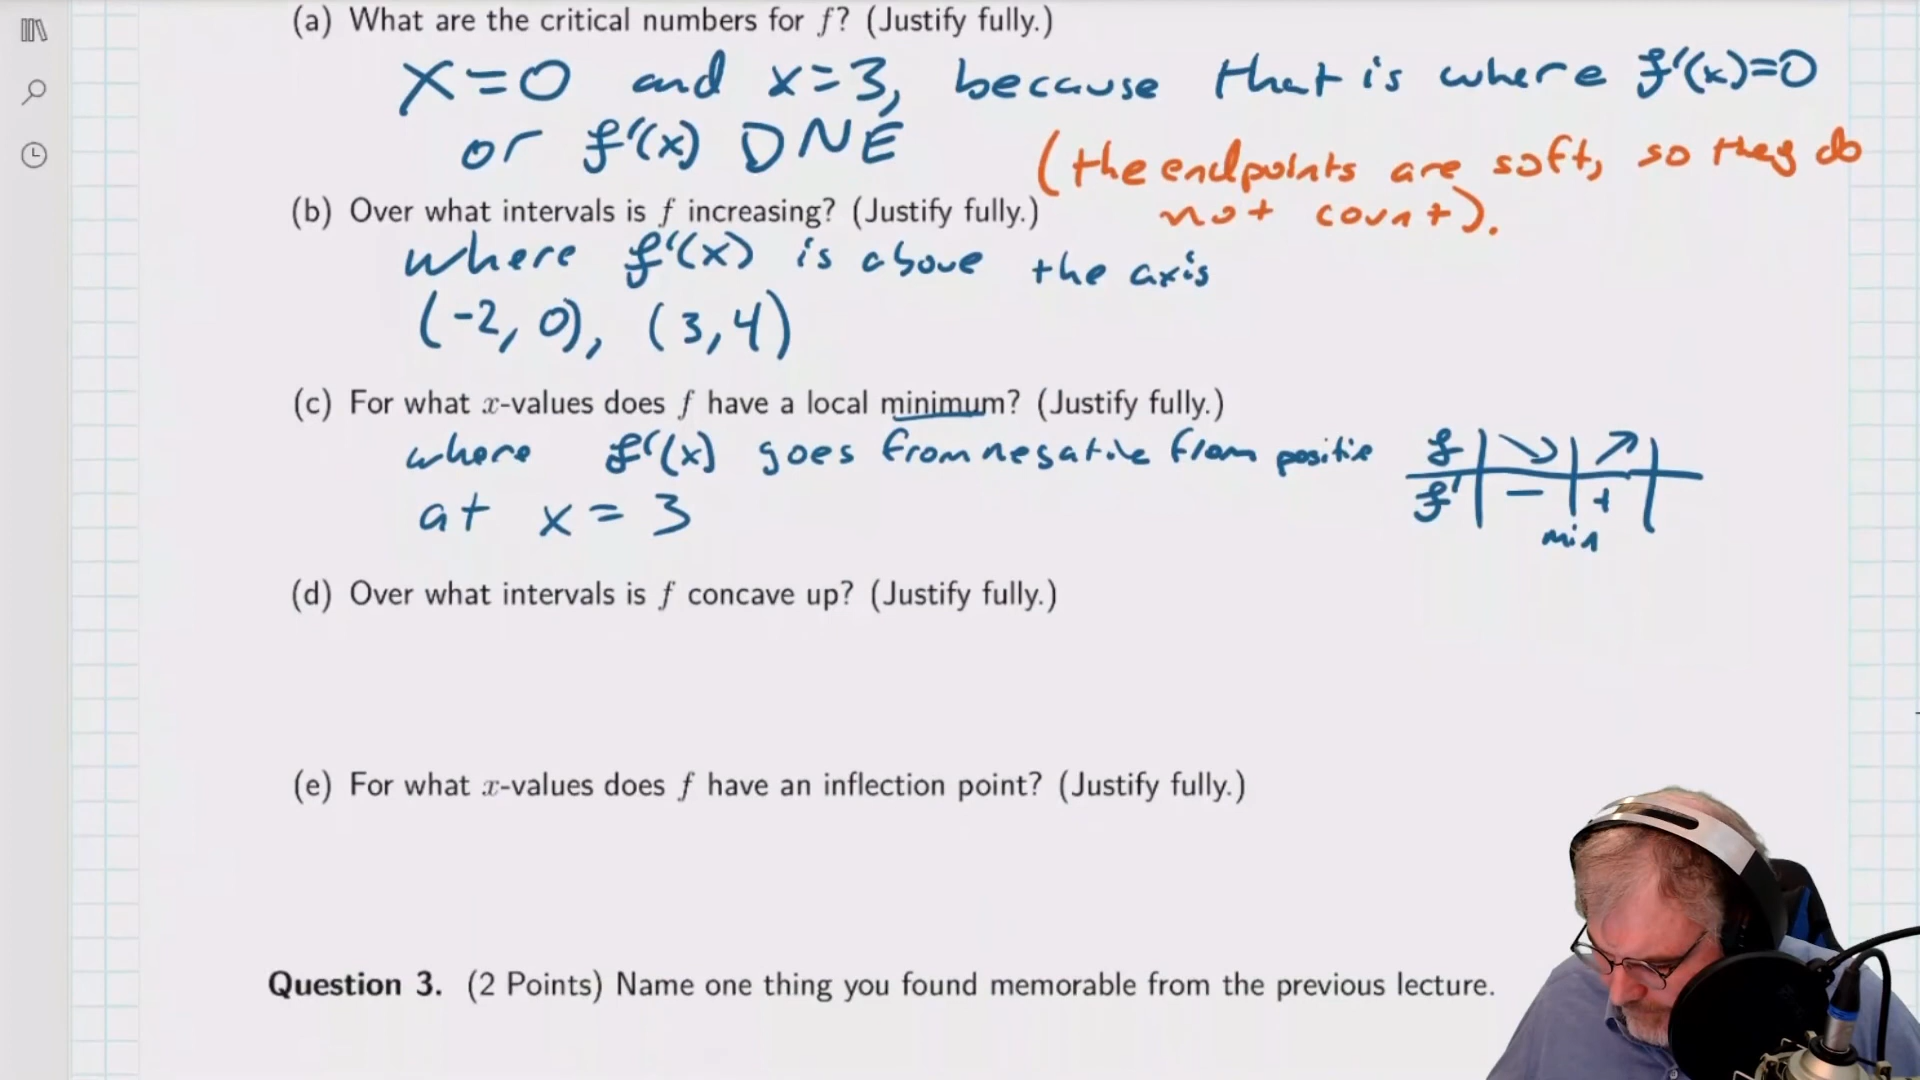 (a) What are the critical numbers for f? (Justify fully.)
x=0 and x=3, because that is where f'(x)=0
or f'(x) DNE
(the endpoints are soft, so they do
not count).
(b) Over what intervals is f increasing? (Justify fully.)
where f'(x) is above the axis
(-2, 0), (3,4)
(c) For what x-values does f have a local minimum? (Justify fully.)
where f'(x) goes from negative from positie
at x = 3
f | ↘ | ↗ |
f' | − | + |
min
(d) Over what intervals is f concave up? (Justify fully.)
(e) For what x-values does f have an inflection point? (Justify fully.)
Question 3. (2 Points) Name one thing you found memorable from the previous lecture.